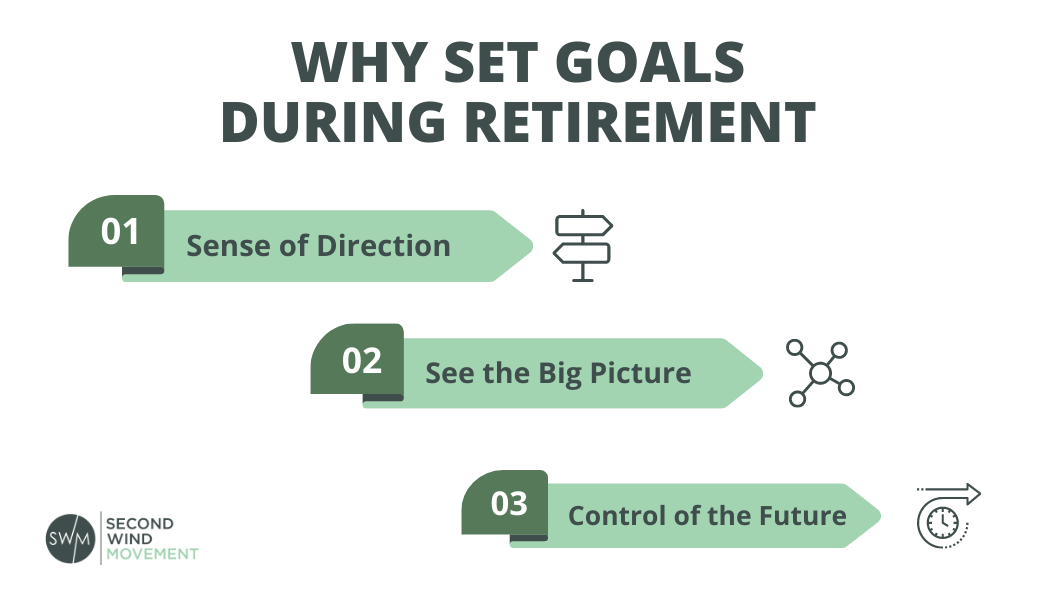 WHY SET GOALS
DURING RETIREMENT
01
Sense of Direction
02
See the Big Picture
03
Control of the Future
SWM
SECOND
WIND
MOVEMENT